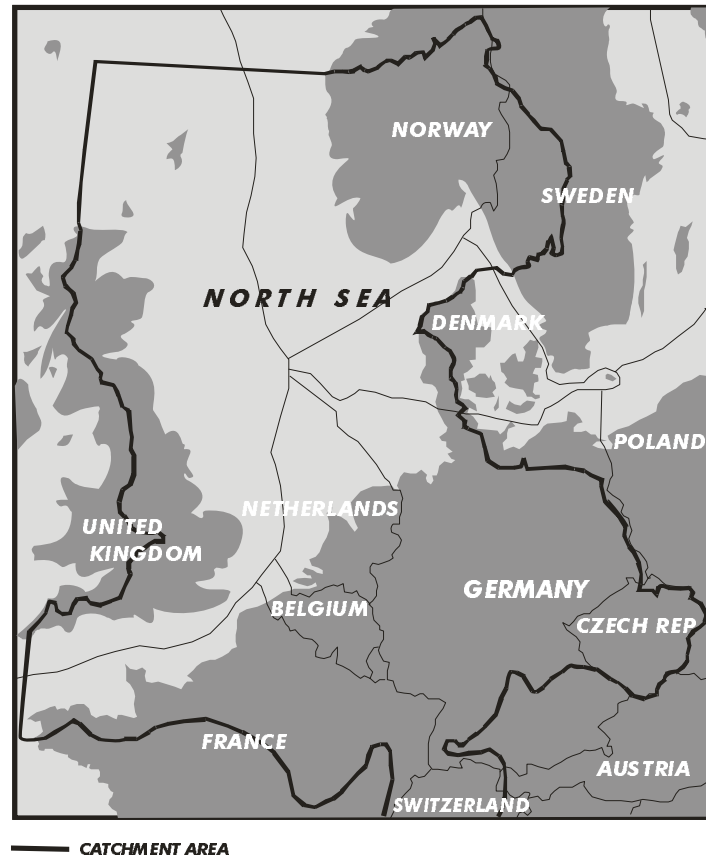 NORWAY
SWEDEN
NORTH SEA
DENMARK
POLAND
NETHERLANDS
UNITED
KINGDOM
GERMANY
BELGIUM
CZECH REP
FRANCE
AUSTRIA
SWITZERLAND
CATCHMENT AREA